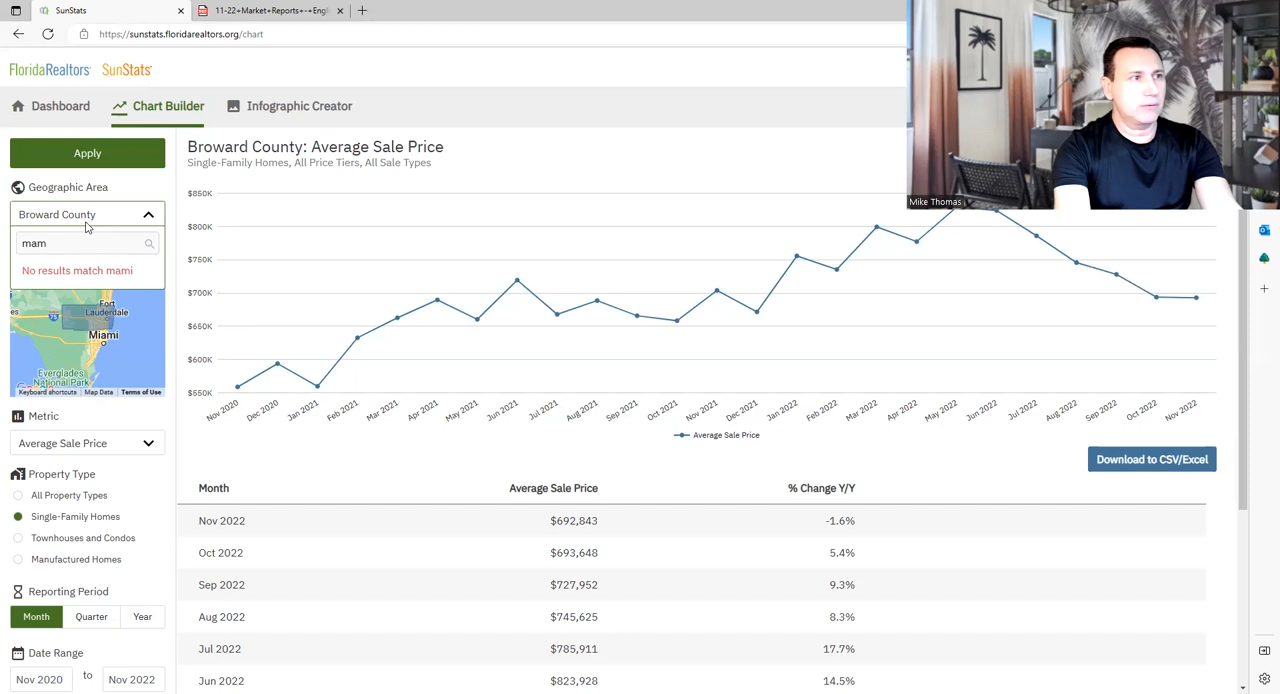 SunStats
11-22+Market+Reports+-+Engl
https://sunstats.floridarealtors.org/chart
FloridaRealtors SunStats
Dashboard
Chart Builder
Infographic Creator
Apply
Geographic Area
Broward County
mam
No results match mami
Fort
Lauderdale
75
Miami
Everglades
National Park
Keyboard shortcuts
Map Data
Terms of Use
Metric
Average Sale Price
Property Type
All Property Types
Single-Family Homes
Townhouses and Condos
Manufactured Homes
Reporting Period
Month
Quarter
Year
Date Range
Nov 2020
to
Nov 2022
Broward County: Average Sale Price
Single-Family Homes, All Price Tiers, All Sale Types
$850K
$800K
$750K
$700K
$650K
$600K
$550K
Nov 2020
Dec 2020
Jan 2021
Feb 2021
Mar 2021
Apr 2021
May 2021
Jun 2021
Jul 2021
Aug 2021
Sep 2021
Oct 2021
Nov 2021
Dec 2021
Jan 2022
Feb 2022
Mar 2022
Apr 2022
May 2022
Jun 2022
Jul 2022
Aug 2022
Sep 2022
Oct 2022
Nov 2022
Average Sale Price
Download to CSV/Excel
Month Average Sale Price % Change Y/Y
Nov 2022 $692,843 -1.6%
Oct 2022 $693,648 5.4%
Sep 2022 $727,952 9.3%
Aug 2022 $745,625 8.3%
Jul 2022 $785,911 17.7%
Jun 2022 $823,928 14.5%
Mike Thomas